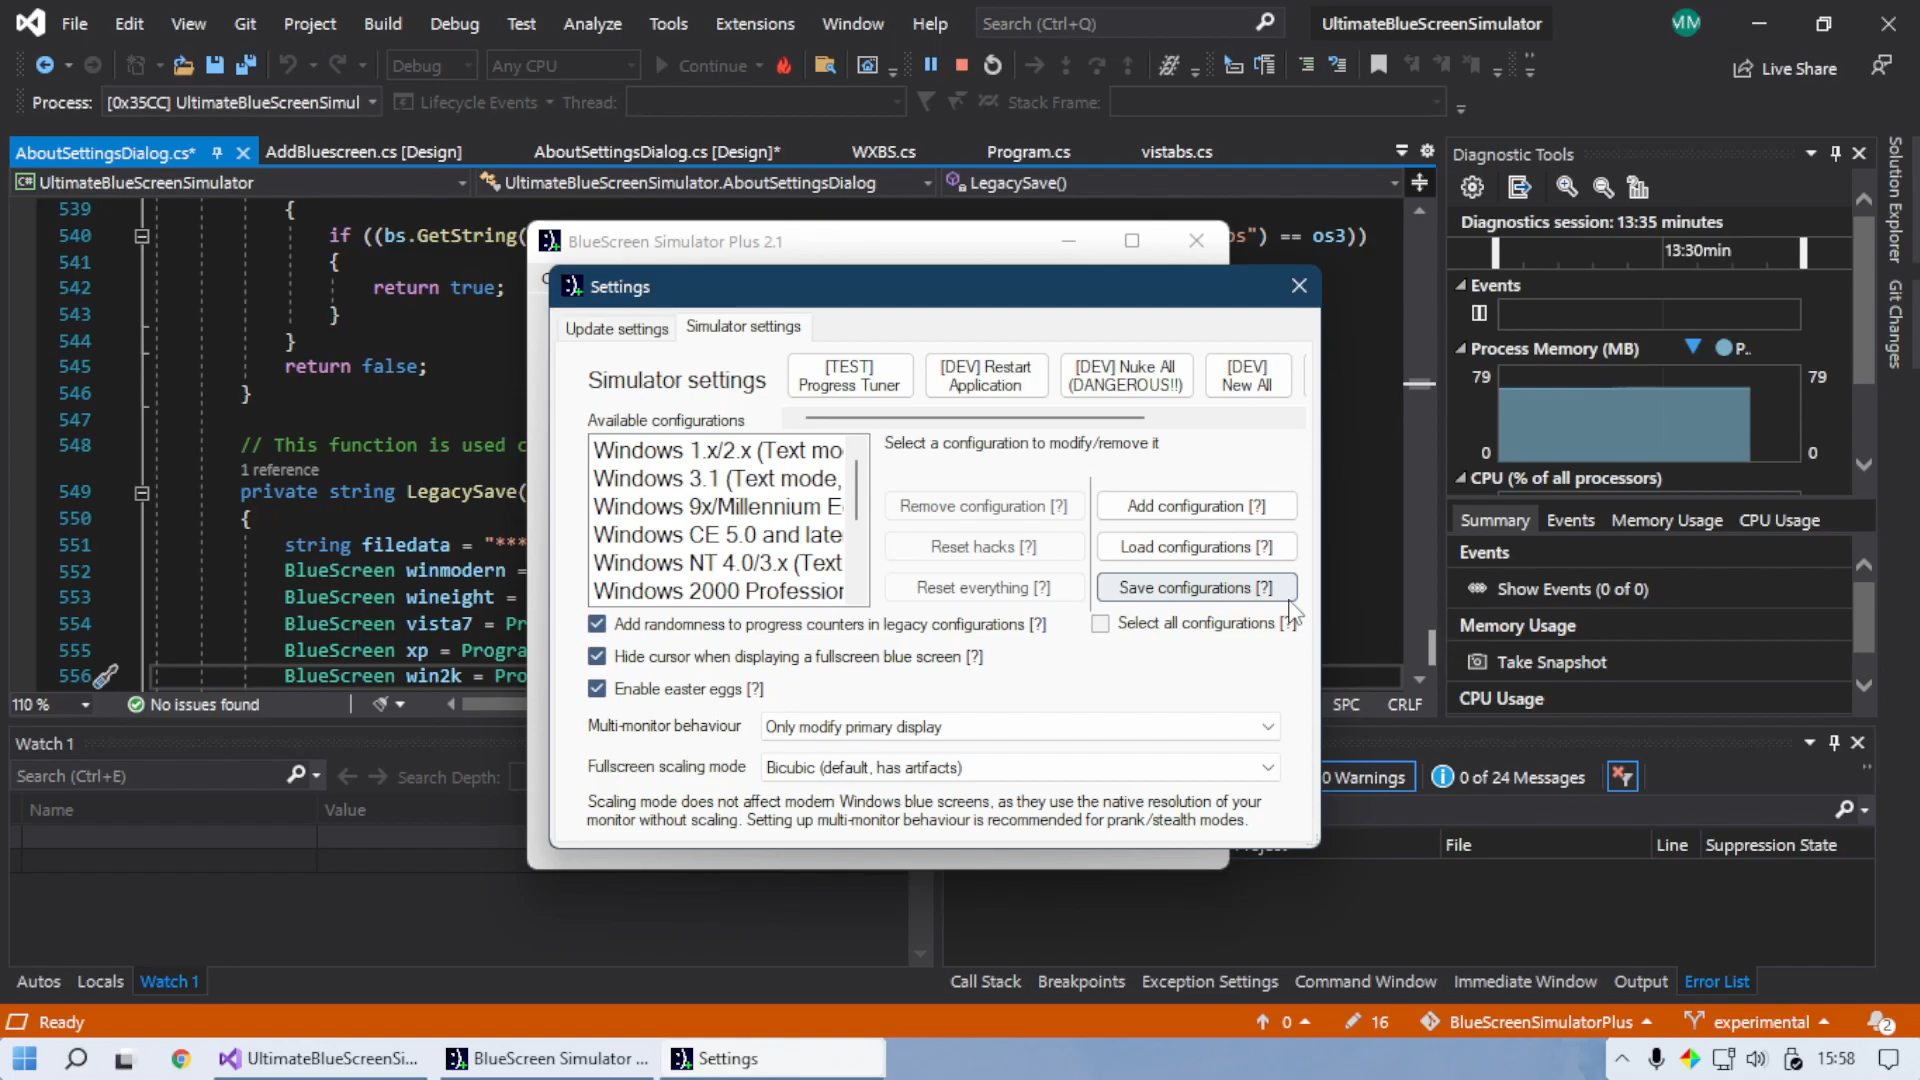 File Edit View Git Project Build Debug Test Analyze Tools Extensions Window Help Search (Ctrl+Q) UltimateBlueScreenSimulator MM
Debug Any CPU Continue Live Share
Process: [0x35CC] UltimateBlueScreenSimul Lifecycle Events Thread: Stack Frame:
AboutSettingsDialog.cs* AddBluescreen.cs [Design] AboutSettingsDialog.cs [Design]* WXBS.cs Program.cs vistabs.cs
UltimateBlueScreenSimulator UltimateBlueScreenSimulator.AboutSettingsDialog LegacySave()
539 {
540 if ((bs.GetString( os") == os3))
541 {
542 return true;
543 }
544 }
545 return false;
546 }
547
548 // This function is used
1 reference
549 private string LegacySave(
550 {
551 string filedata = "***
552 BlueScreen winmodern =
553 BlueScreen wineight =
554 BlueScreen vista7 = Pr
555 BlueScreen xp = Progra
556 BlueScreen win2k = Pro
110 % No issues found SPC CRLF
BlueScreen Simulator Plus 2.1
Settings
Update settings Simulator settings
Simulator settings
[TEST] Progress Tuner
[DEV] Restart Application
[DEV] Nuke All (DANGEROUS!!)
[DEV] New All
Available configurations
Select a configuration to modify/remove it
Windows 1.x/2.x (Text mo
Windows 3.1 (Text mode,
Windows 9x/Millennium E
Windows CE 5.0 and late
Windows NT 4.0/3.x (Text
Windows 2000 Profession
Remove configuration [?] Add configuration [?]
Reset hacks [?] Load configurations [?]
Reset everything [?] Save configurations [?]
Add randomness to progress counters in legacy configurations [?] Select all configurations [?]
Hide cursor when displaying a fullscreen blue screen [?]
Enable easter eggs [?]
Multi-monitor behaviour Only modify primary display
Fullscreen scaling mode Bicubic (default, has artifacts)
Scaling mode does not affect modern Windows blue screens, as they use the native resolution of your
monitor without scaling. Setting up multi-monitor behaviour is recommended for prank/stealth modes.
Diagnostic Tools
Diagnostics session: 13:35 minutes
13:30min
Events
Process Memory (MB) P..
79 79
0 0
CPU (% of all processors)
Summary Events Memory Usage CPU Usage
Events
Show Events (0 of 0)
Memory Usage
Take Snapshot
CPU Usage
Solution Explorer
Git Changes
Watch 1
Search (Ctrl+E) Search Depth:
Name Value
0 Warnings 0 of 24 Messages
File Line Suppression State
Autos Locals Watch 1
Call Stack Breakpoints Exception Settings Command Window Immediate Window Output Error List
Ready 0 16 BlueScreenSimulatorPlus experimental 2
UltimateBlueScreenSi... BlueScreen Simulator ... Settings 15:58